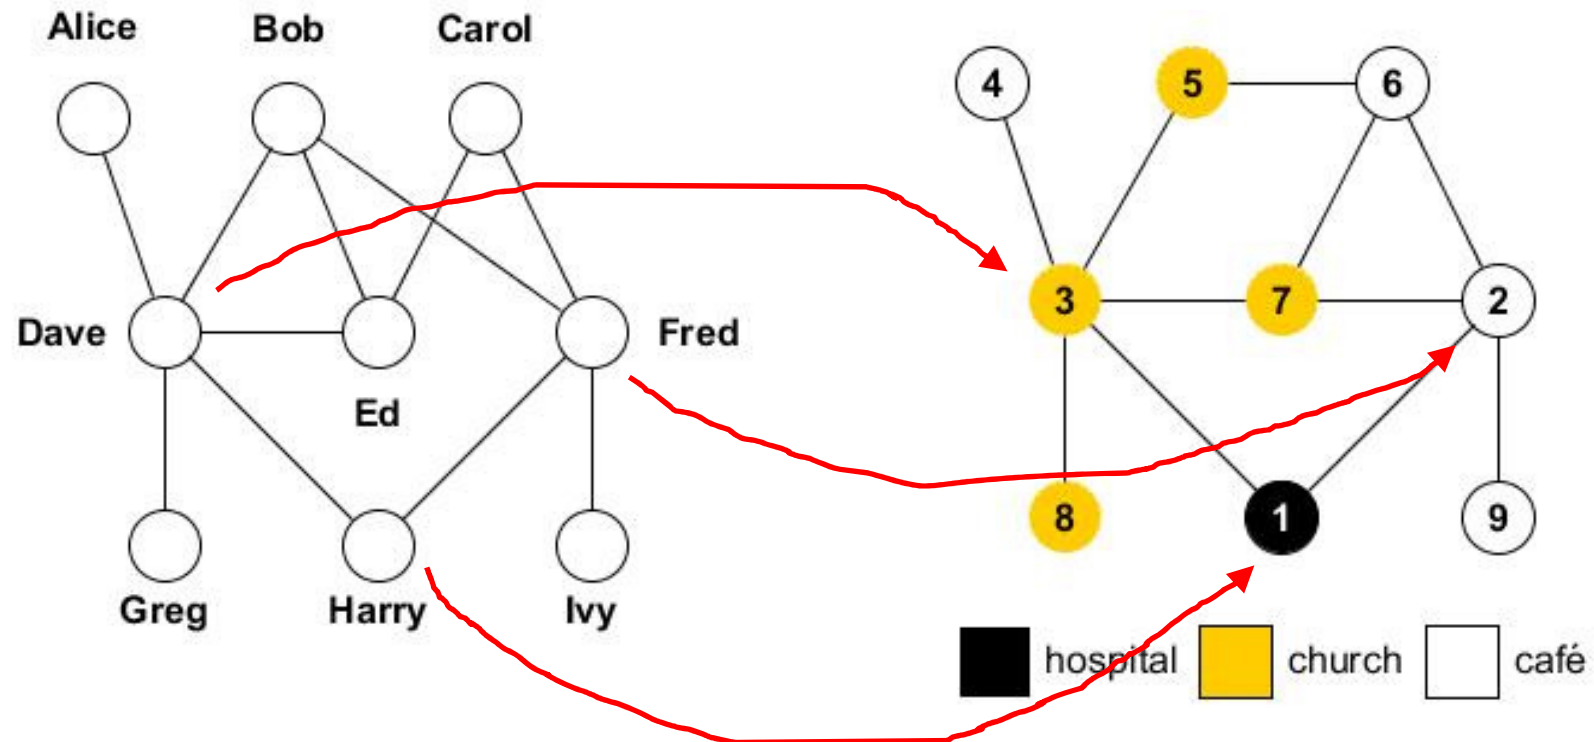 Alice Bob Carol
4 5 6
Dave Fred
3 7 2
Ed
8 1 9
Greg Harry Ivy
hospital church café